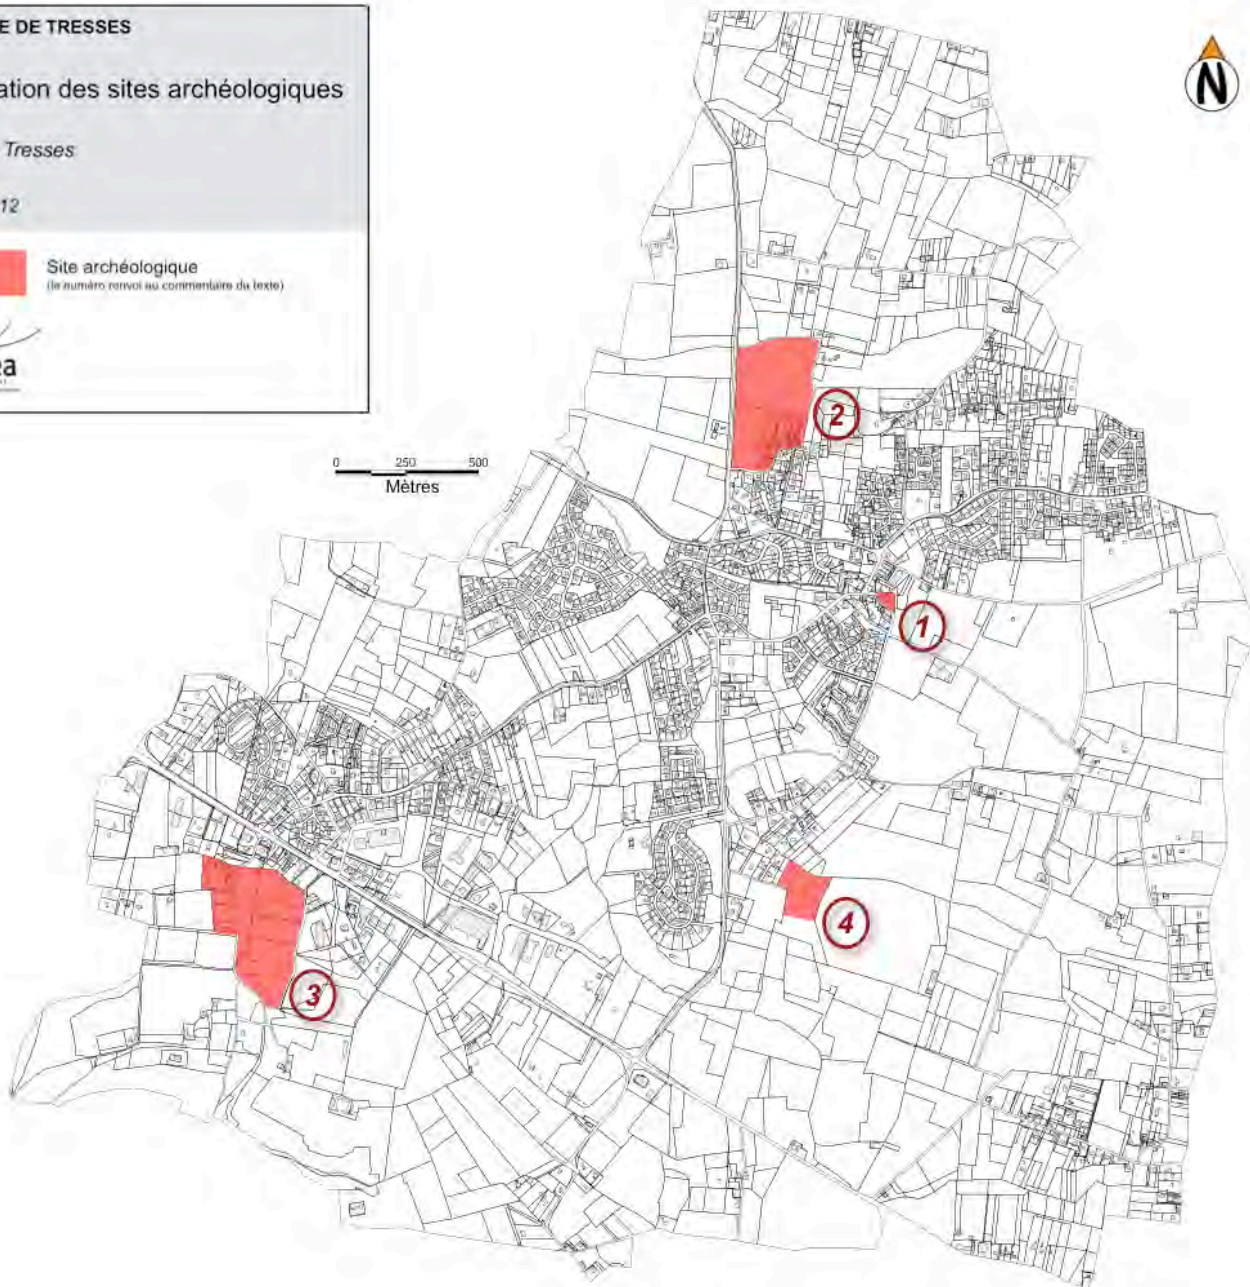 E DE TRESSES
ation des sites archéologiques
Tresses
12
Site archéologique
(le numéro renvoi au commentaire du texte)
ea
N
0 250 500
Mètres
2
1
4
3